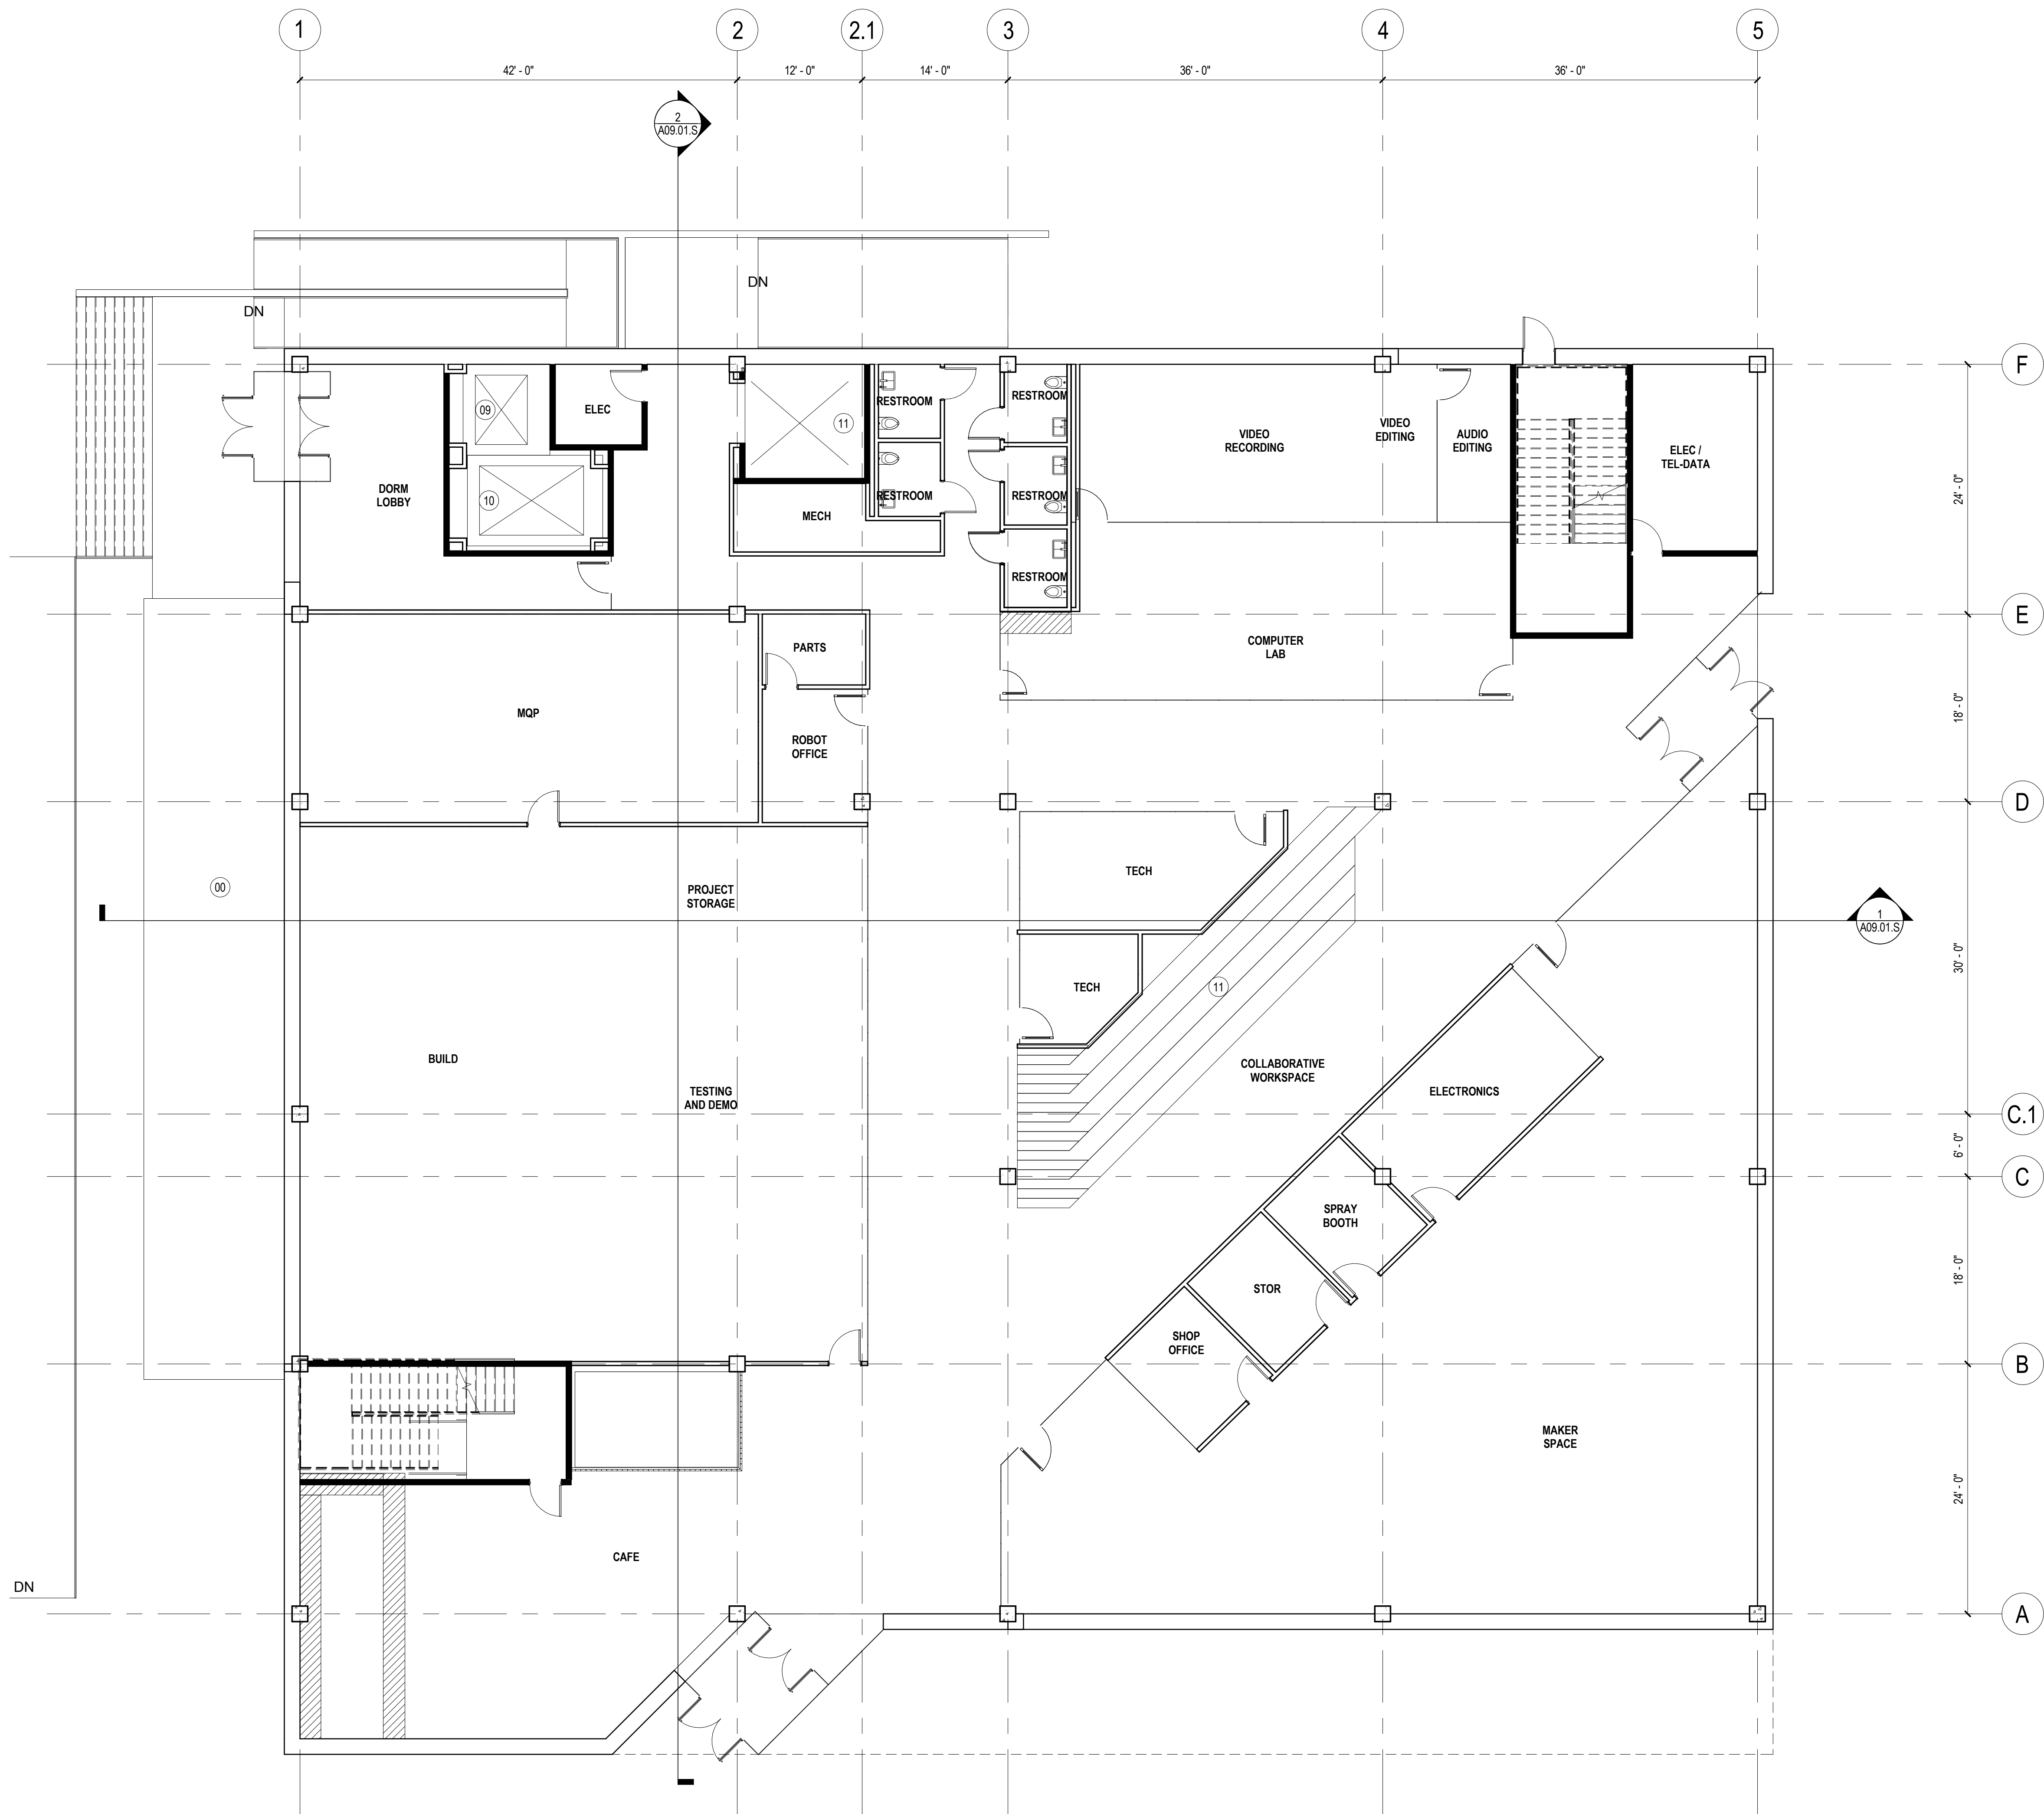 1
2
2.1
3
4
5
42' - 0"
12' - 0"
14' - 0"
36' - 0"
36' - 0"
2
A09.01.S
DN
DN
F
RESTROOM
RESTROOM
09
ELEC
11
VIDEO
RECORDING
VIDEO
EDITING
AUDIO
EDITING
ELEC /
TEL-DATA
DORM
LOBBY
10
RESTROOM
RESTROOM
24' - 0"
MECH
RESTROOM
E
PARTS
COMPUTER
LAB
MQP
18' - 0"
ROBOT
OFFICE
D
TECH
00
PROJECT
STORAGE
1
A09.01.S
30' - 0"
TECH
11
BUILD
COLLABORATIVE
WORKSPACE
TESTING
AND DEMO
ELECTRONICS
C.1
6' - 0"
C
SPRAY
BOOTH
18' - 0"
STOR
SHOP
OFFICE
B
MAKER
SPACE
24' - 0"
CAFE
DN
A